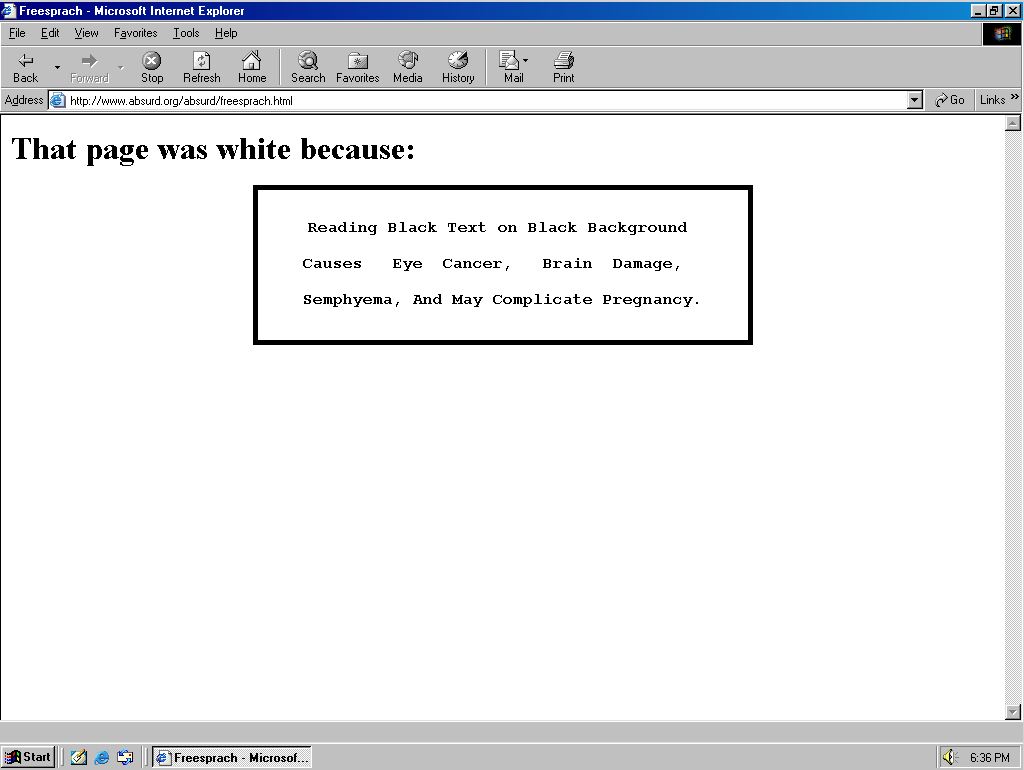 Freesprach - Microsoft Internet Explorer
File Edit View Favorites Tools Help
Back Forward Stop Refresh Home Search Favorites Media History Mail Print
Address http://www.absurd.org/absurd/freesprach.html Go Links »
That page was white because:
Reading Black Text on Black Background
Causes Eye Cancer, Brain Damage,
Semphyema, And May Complicate Pregnancy.
Start Freesprach - Microsof... 6:36 PM